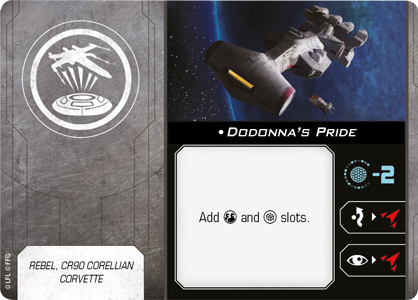 • DODONNA'S PRIDE
-2
Add and slots.
REBEL, CR90 CORELLIAN
CORVETTE
© LFL © FFG